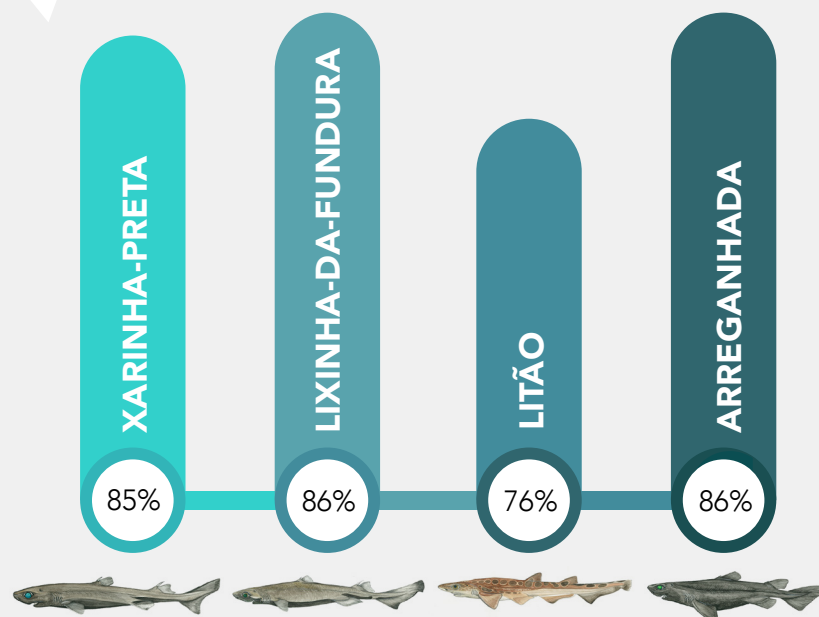 XARINHA-PRETA
LIXINHA-DA-FUNDURA
LITÃO
ARREGANHADA
85%
86%
76%
86%